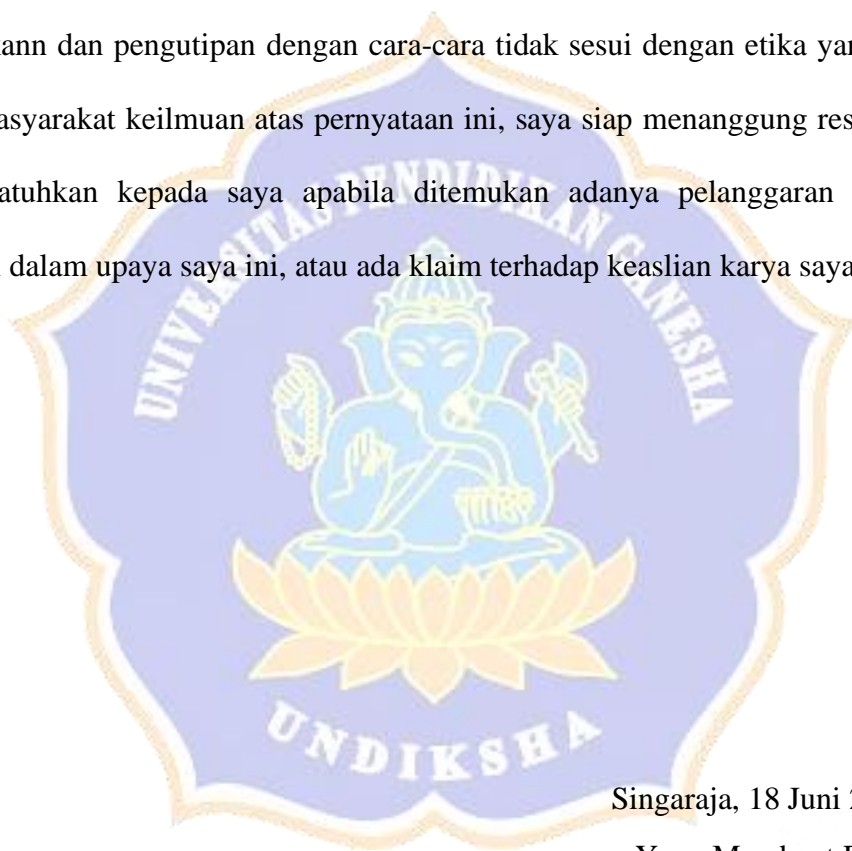 kann dan pengutipan dengan cara-cara tidak sesui dengan etika yan
asyarakat keilmuan atas pernyataan ini, saya siap menanggung res
atuhkan kepada saya apabila ditemukan adanya pelanggaran
dalam upaya saya ini, atau ada klaim terhadap keaslian karya saya
UNIVERSITAS PENDIDIKAN GANESHA
UNDIKSHA
Singaraja, 18 Juni